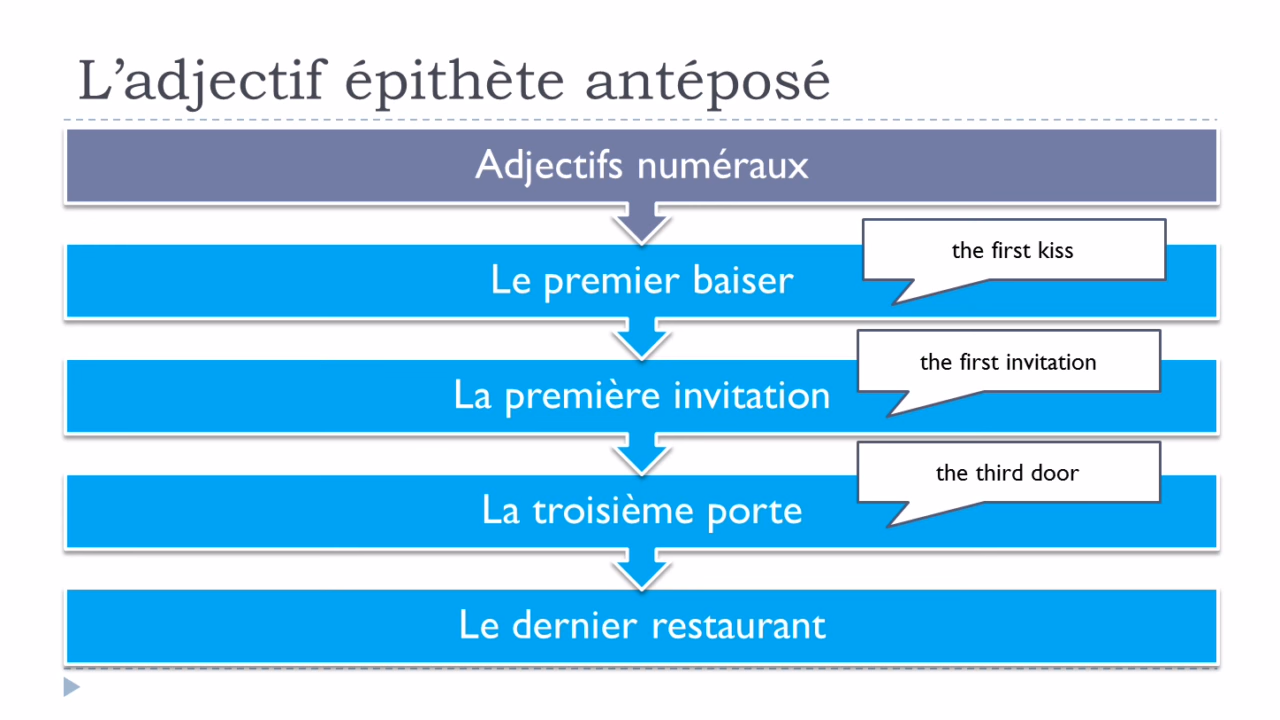 L’adjectif épithète antéposé
Adjectifs numéraux
Le premier baiser
the first kiss
La première invitation
the first invitation
La troisième porte
the third door
Le dernier restaurant